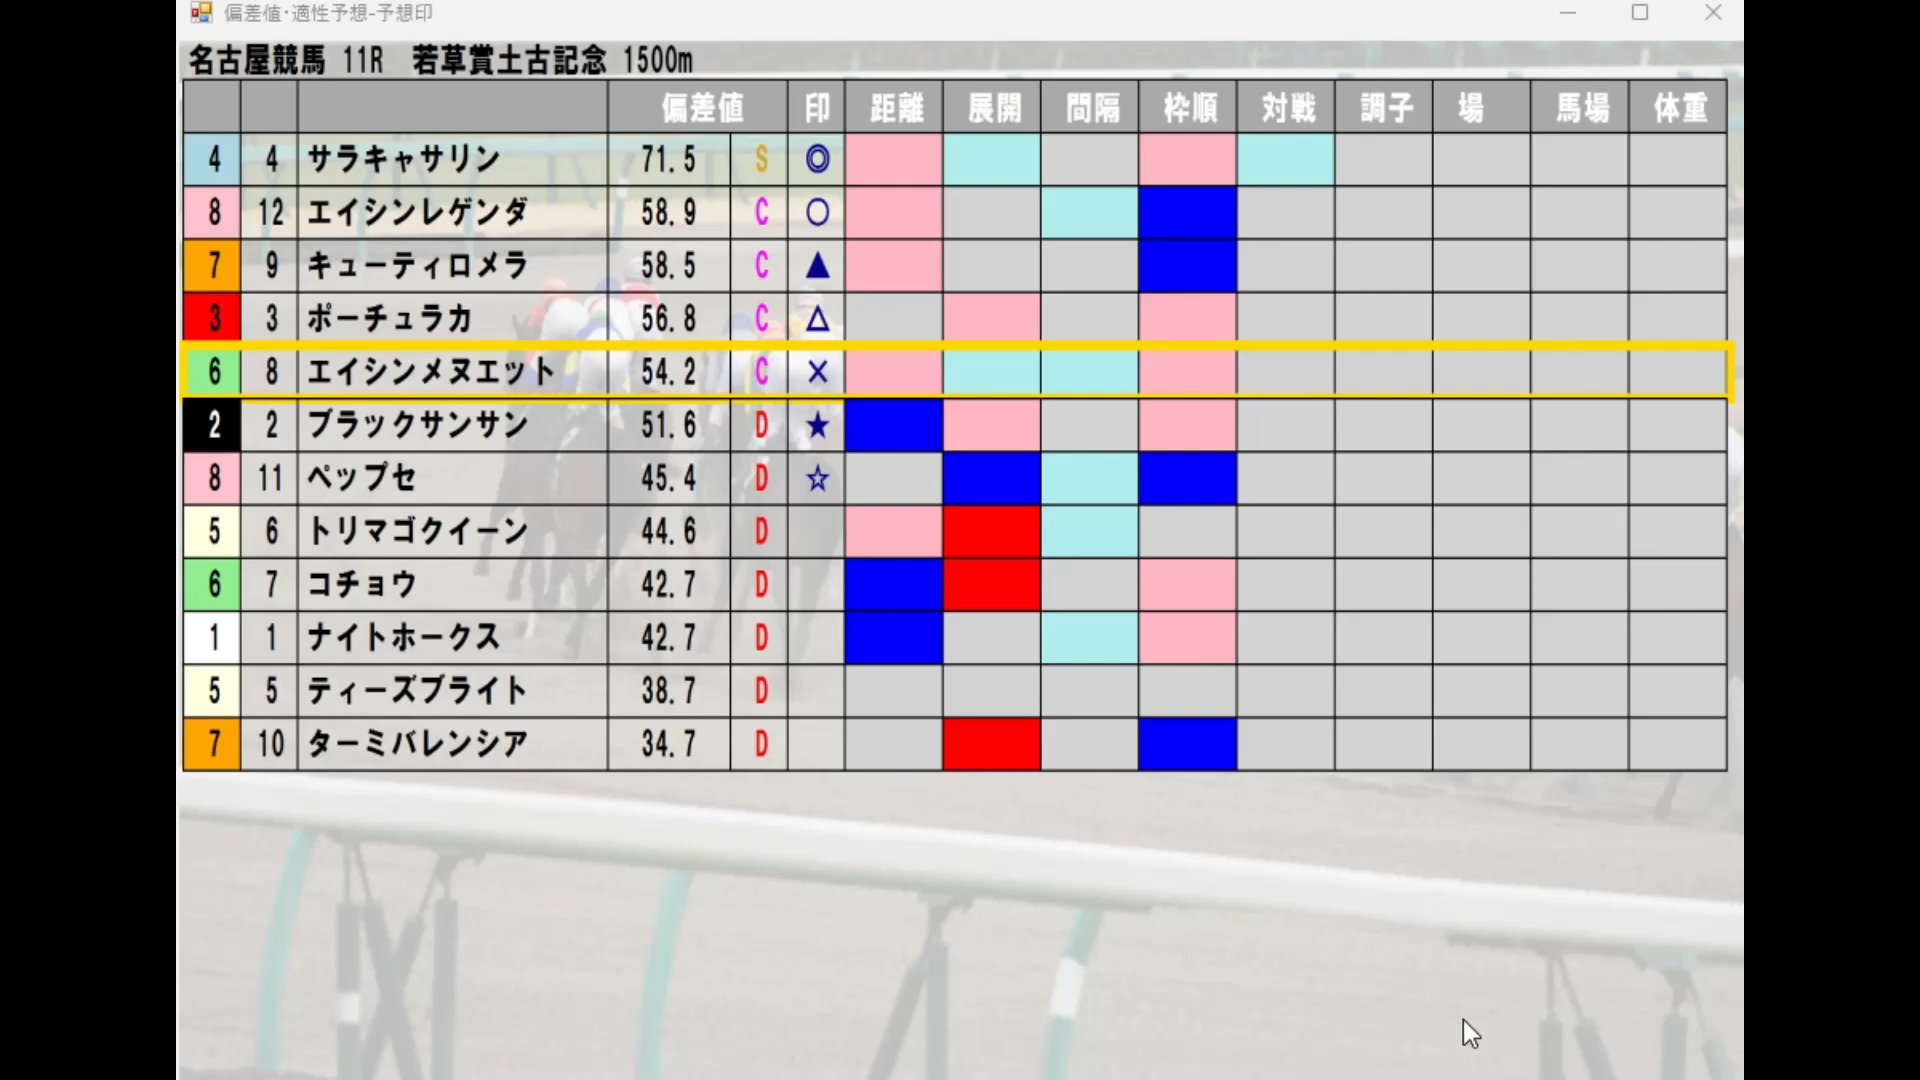 偏差値・適性予想-予想印
名古屋競馬 11R 若草賞土古記念 1500m
偏差値 印 距離 展開 間隔 枠順 対戦 調子 場 馬場 体重
4 4 サラキャサリン 71.5 S ◎
8 12 エイシンレゲンダ 58.9 C ○
7 9 キューティロメラ 58.5 C ▲
3 3 ポーチュラカ 56.8 C △
6 8 エイシンメヌエット 54.2 C ×
2 2 ブラックサンサン 51.6 D ★
8 11 ペップセ 45.4 D ☆
5 6 トリマゴクイーン 44.6 D
6 7 コチョウ 42.7 D
1 1 ナイトホークス 42.7 D
5 5 ティーズブライト 38.7 D
7 10 ターミバレンシア 34.7 D